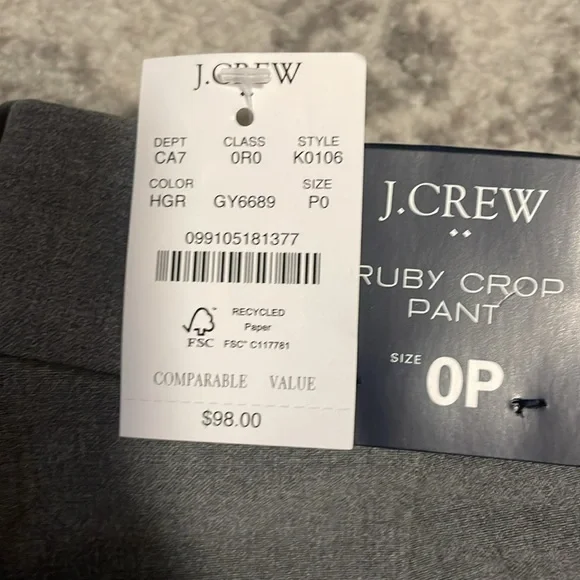 J.CREW
DEPT CLASS STYLE
CA7 0R0 K0106
COLOR SIZE
HGR GY6689 P0
099105181377
RECYCLED
Paper
FSC FSC® C117781
COMPARABLE VALUE
$98.00
J.CREW
RUBY CROP
PANT
SIZE 0P